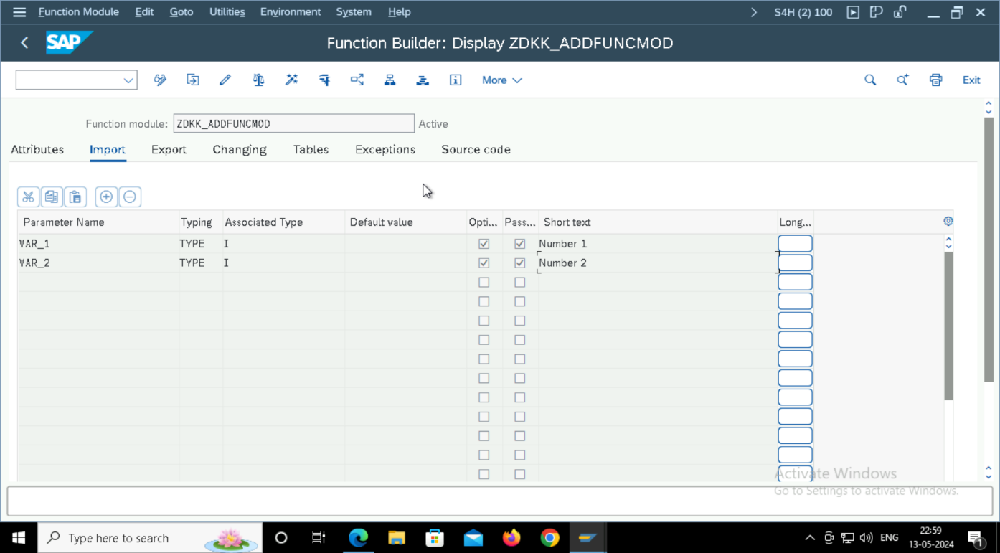 Function Module Edit Goto Utilities Environment System Help S4H (2) 100
SAP Function Builder: Display ZDKK_ADDFUNCMOD
More Exit
Function module: ZDKK_ADDFUNCMOD Active
Attributes Import Export Changing Tables Exceptions Source code
Parameter Name Typing Associated Type Default value Opti... Pass... Short text Long...
VAR_1 TYPE I Number 1
VAR_2 TYPE I Number 2
Activate Windows
Go to Settings to activate Windows.
Type here to search ENG 22:59
13-05-2024 1